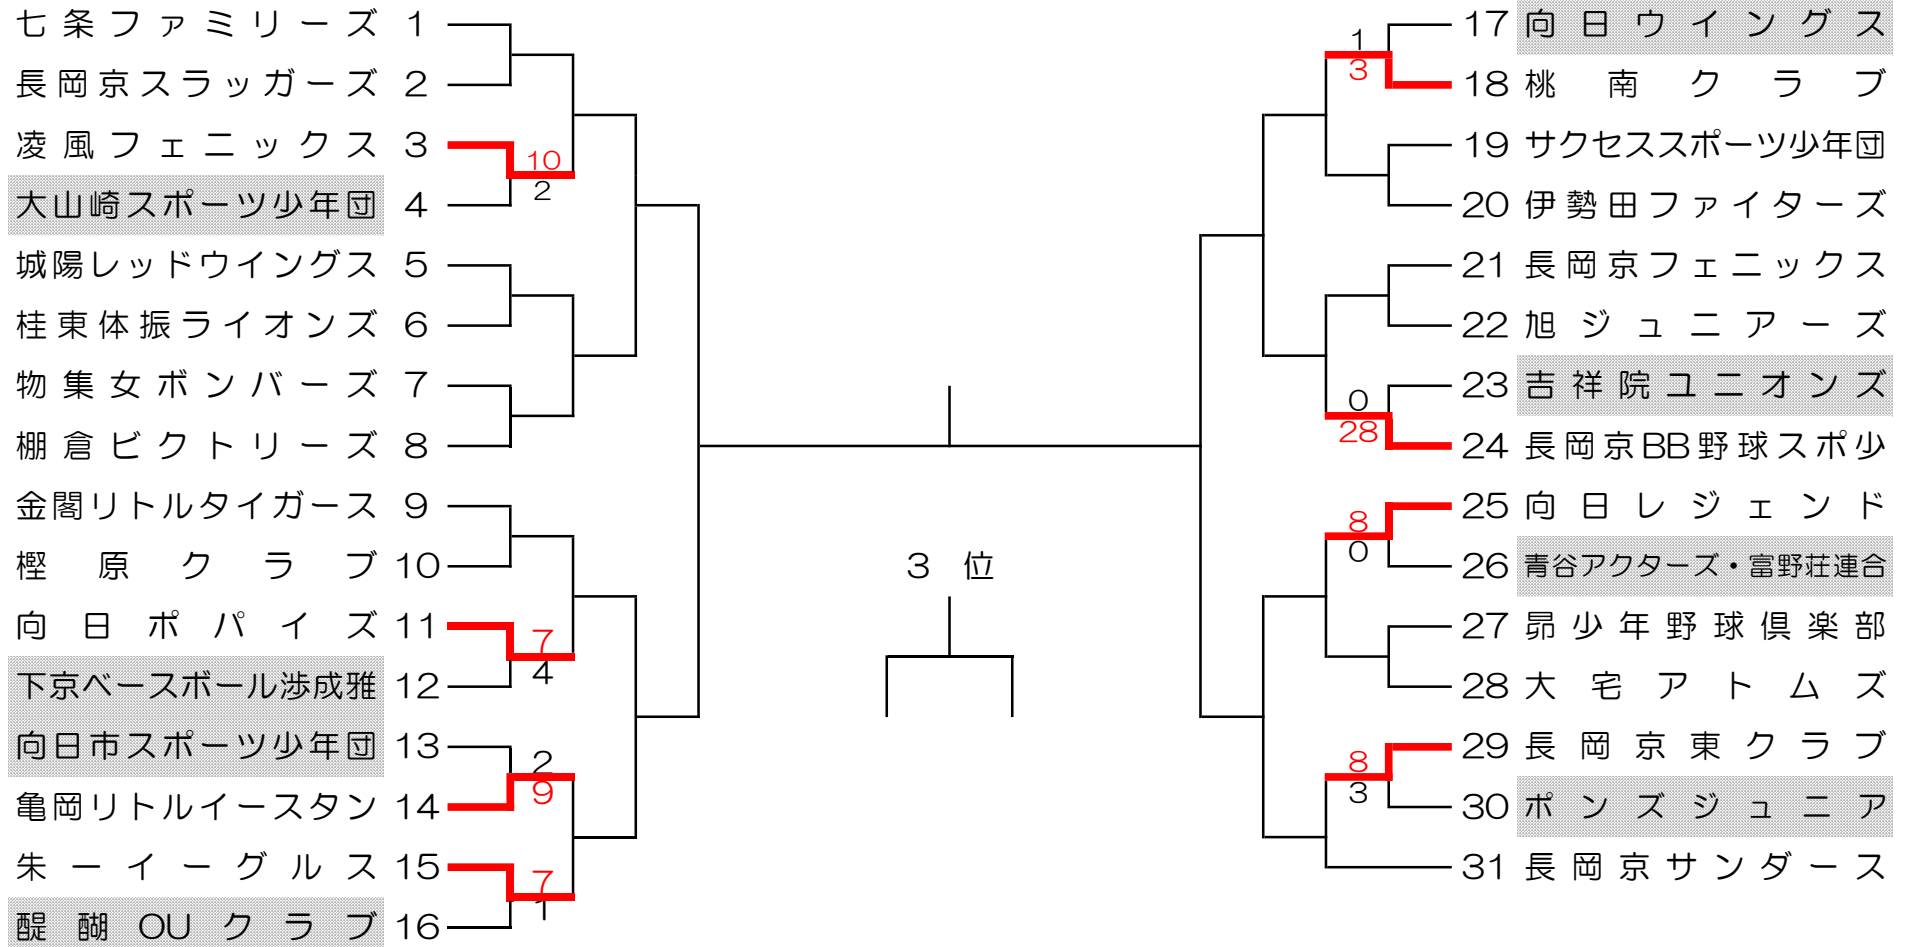 七条ファミリーズ 1
長岡京スラッガーズ 2
凌風フェニックス 3
10
2
大山崎スポーツ少年団 4
城陽レッドウイングス 5
桂東体振ライオンズ 6
物集女ボンバーズ 7
棚倉ビクトリーズ 8
金閣リトルタイガース 9
樫原クラブ 10
向日ポパイズ 11
7
4
下京ベースボール渉成雅 12
向日市スポーツ少年団 13
2
9
亀岡リトルイースタン 14
朱一イーグルス 15
7
1
醍醐OUクラブ 16
3 位
17 向日ウイングス
1
3
18 桃南クラブ
19 サクセススポーツ少年団
20 伊勢田ファイターズ
21 長岡京フェニックス
22 旭ジュニアーズ
23 吉祥院ユニオンズ
0
28
24 長岡京BB野球スポ少
25 向日レジェンド
8
0
26 青谷アクターズ・富野荘連合
27 昴少年野球倶楽部
28 大宅アトムズ
29 長岡京東クラブ
8
3
30 ポンズジュニア
31 長岡京サンダース